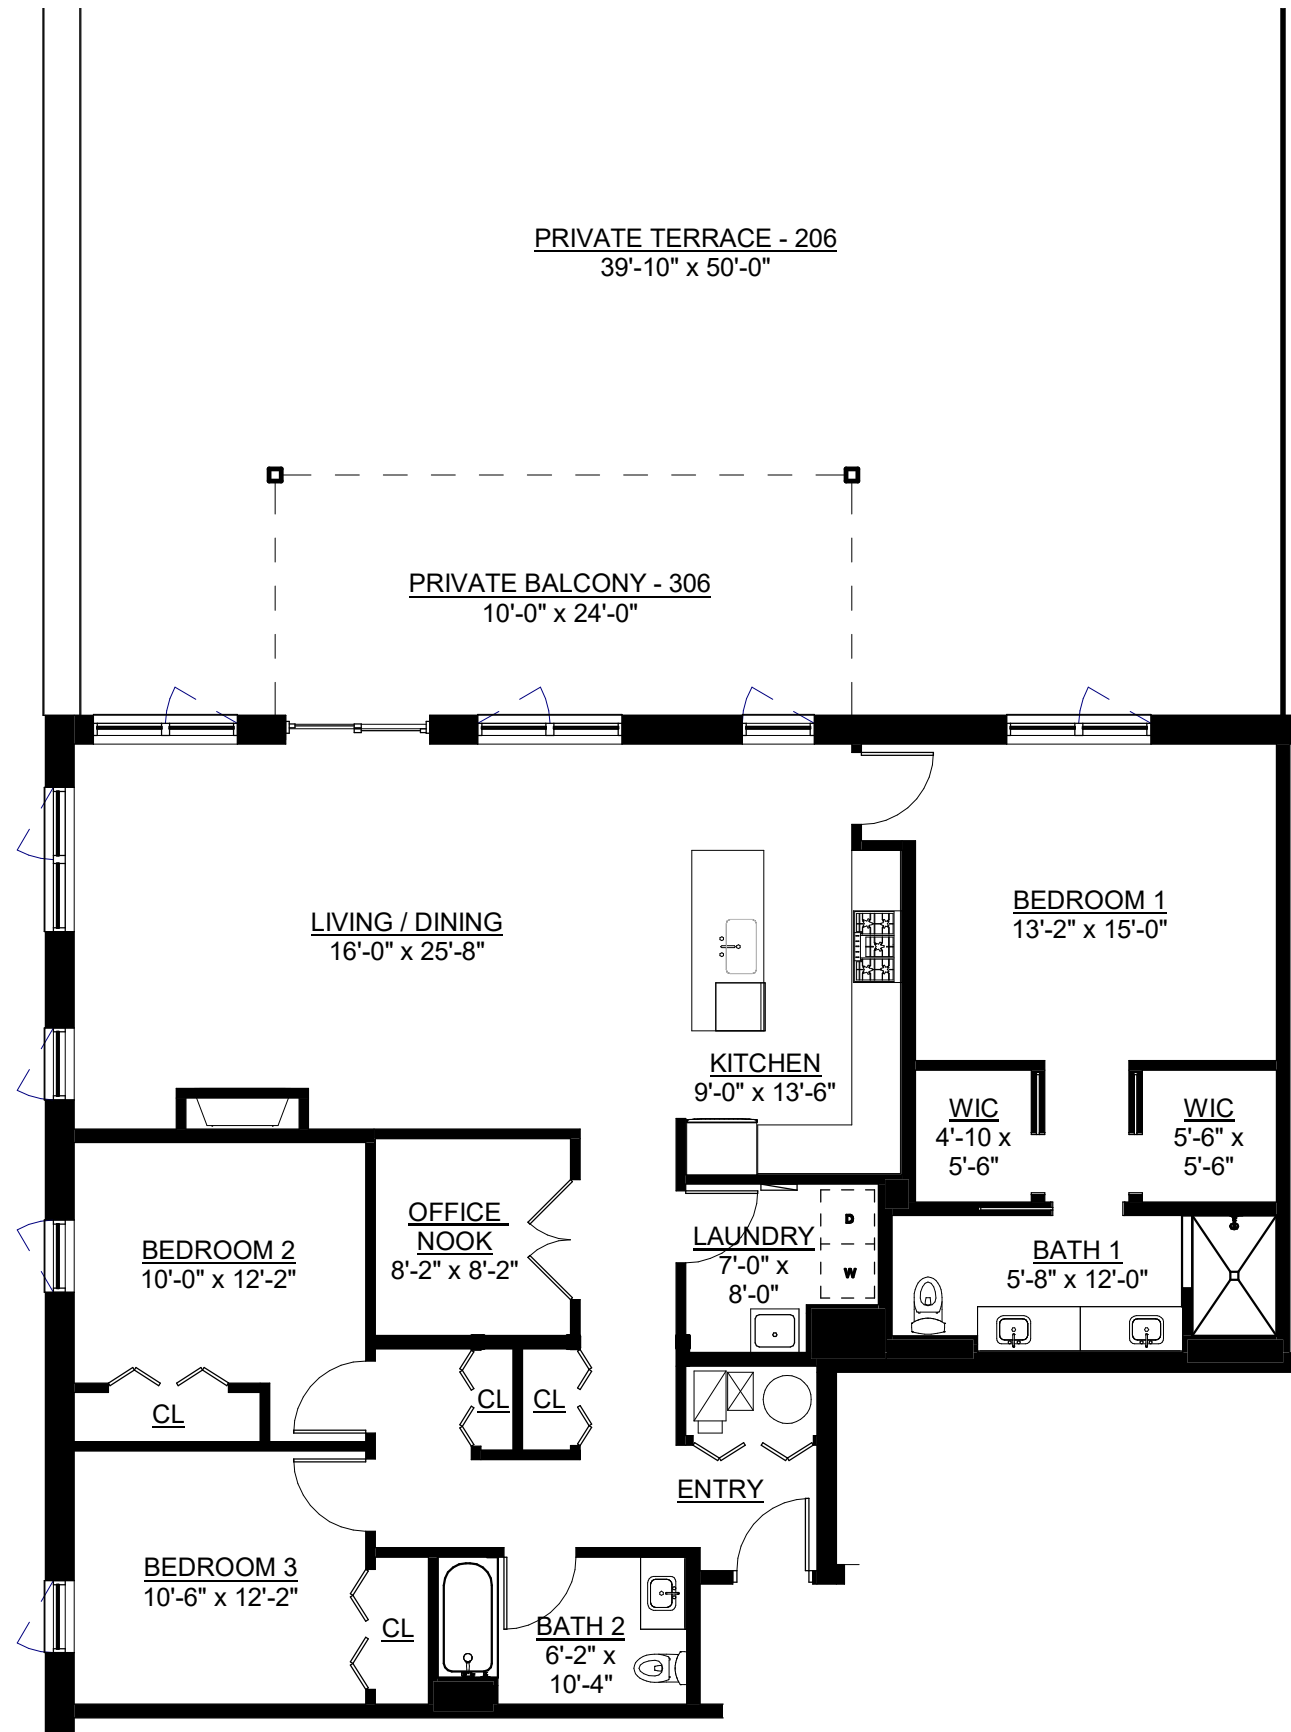 PRIVATE TERRACE - 206
39'-10" x 50'-0"
PRIVATE BALCONY - 306
10'-0" x 24'-0"
LIVING / DINING
16'-0" x 25'-8"
BEDROOM 1
13'-2" x 15'-0"
KITCHEN
9'-0" x 13'-6"
WIC
4'-10 x
5'-6"
WIC
5'-6" x
5'-6"
OFFICE
NOOK
8'-2" x 8'-2"
BEDROOM 2
10'-0" x 12'-2"
LAUNDRY
7'-0" x
8'-0"
D
W
BATH 1
5'-8" x 12'-0"
CL
CL
CL
ENTRY
BEDROOM 3
10'-6" x 12'-2"
CL
BATH 2
6'-2" x
10'-4"